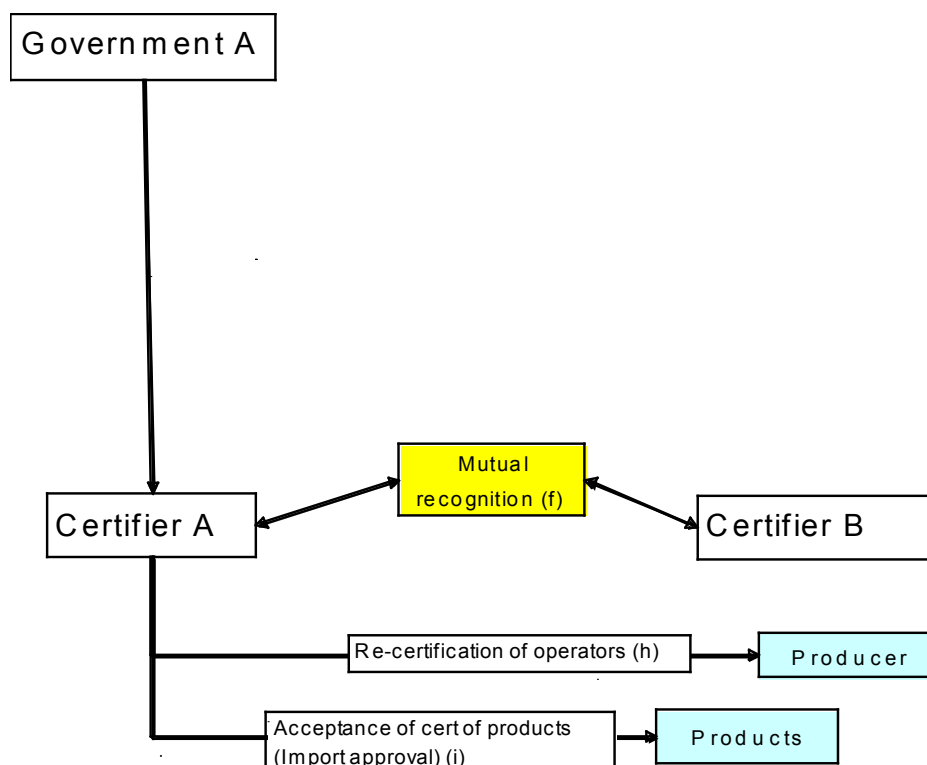 Government A
Mutual
recognition (f)
Certifier A
Certifier B
Re-certification of operators (h)
Producer
Acceptance of cert of products
(Import approval) (i)
Products